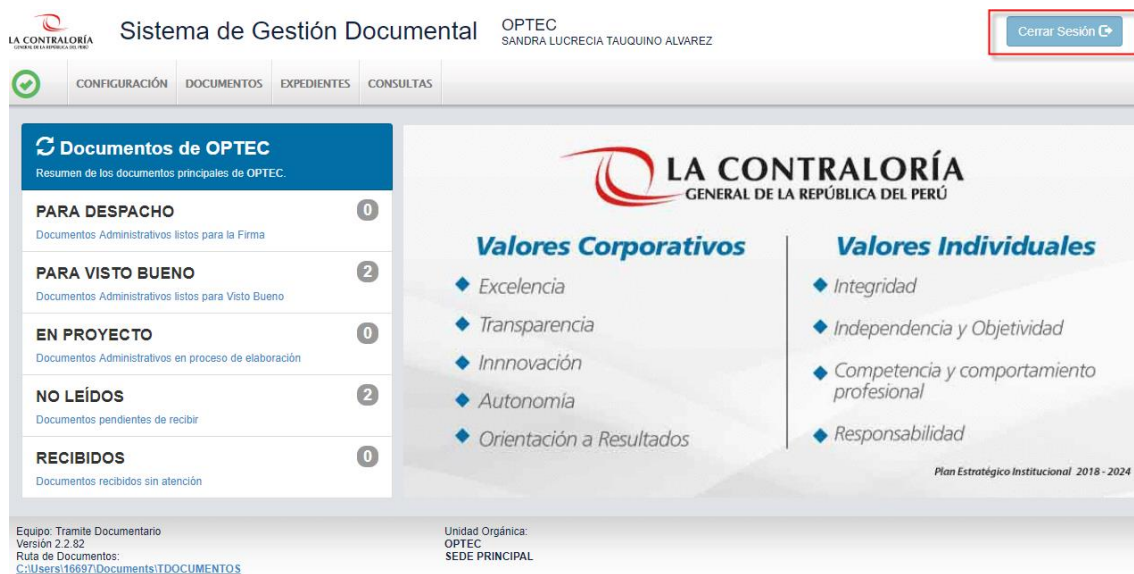 LA CONTRALORÍA
GENERAL DE LA REPÚBLICA DEL PERÚ
Sistema de Gestión Documental
OPTEC
SANDRA LUCRECIA TAUQUINO ALVAREZ
Cerrar Sesión
CONFIGURACIÓN DOCUMENTOS EXPEDIENTES CONSULTAS
Documentos de OPTEC
Resumen de los documentos principales de OPTEC.
PARA DESPACHO 0
Documentos Administrativos listos para la Firma
PARA VISTO BUENO 2
Documentos Administrativos listos para Visto Bueno
EN PROYECTO 0
Documentos Administrativos en proceso de elaboración
NO LEÍDOS 2
Documentos pendientes de recibir
RECIBIDOS 0
Documentos recibidos sin atención
LA CONTRALORÍA
GENERAL DE LA REPÚBLICA DEL PERÚ
Valores Corporativos
Excelencia
Transparencia
Innnovación
Autonomía
Orientación a Resultados
Valores Individuales
Integridad
Independencia y Objetividad
Competencia y comportamiento
profesional
Responsabilidad
Plan Estratégico Institucional 2018 - 2024
Equipo: Tramite Documentario
Versión 2.2.82
Ruta de Documentos:
C:\Users\16697\Documents\TDOCUMENTOS
Unidad Orgánica:
OPTEC
SEDE PRINCIPAL